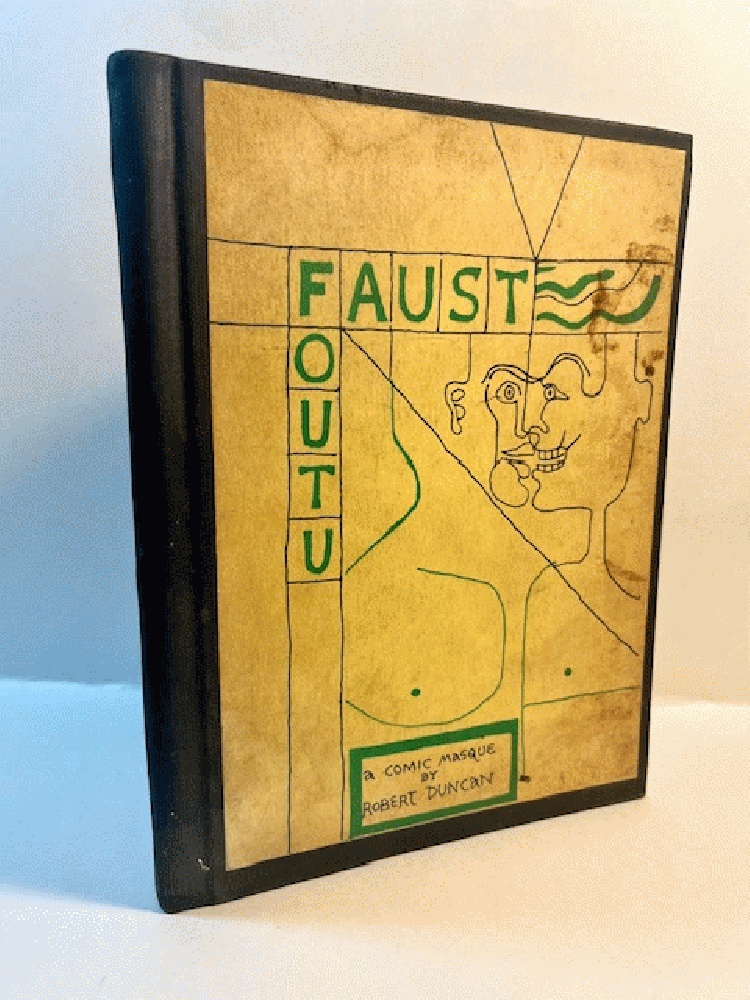 FAUST
FOUTU
a COMIC MASQUE
BY
ROBERT DUNCAN